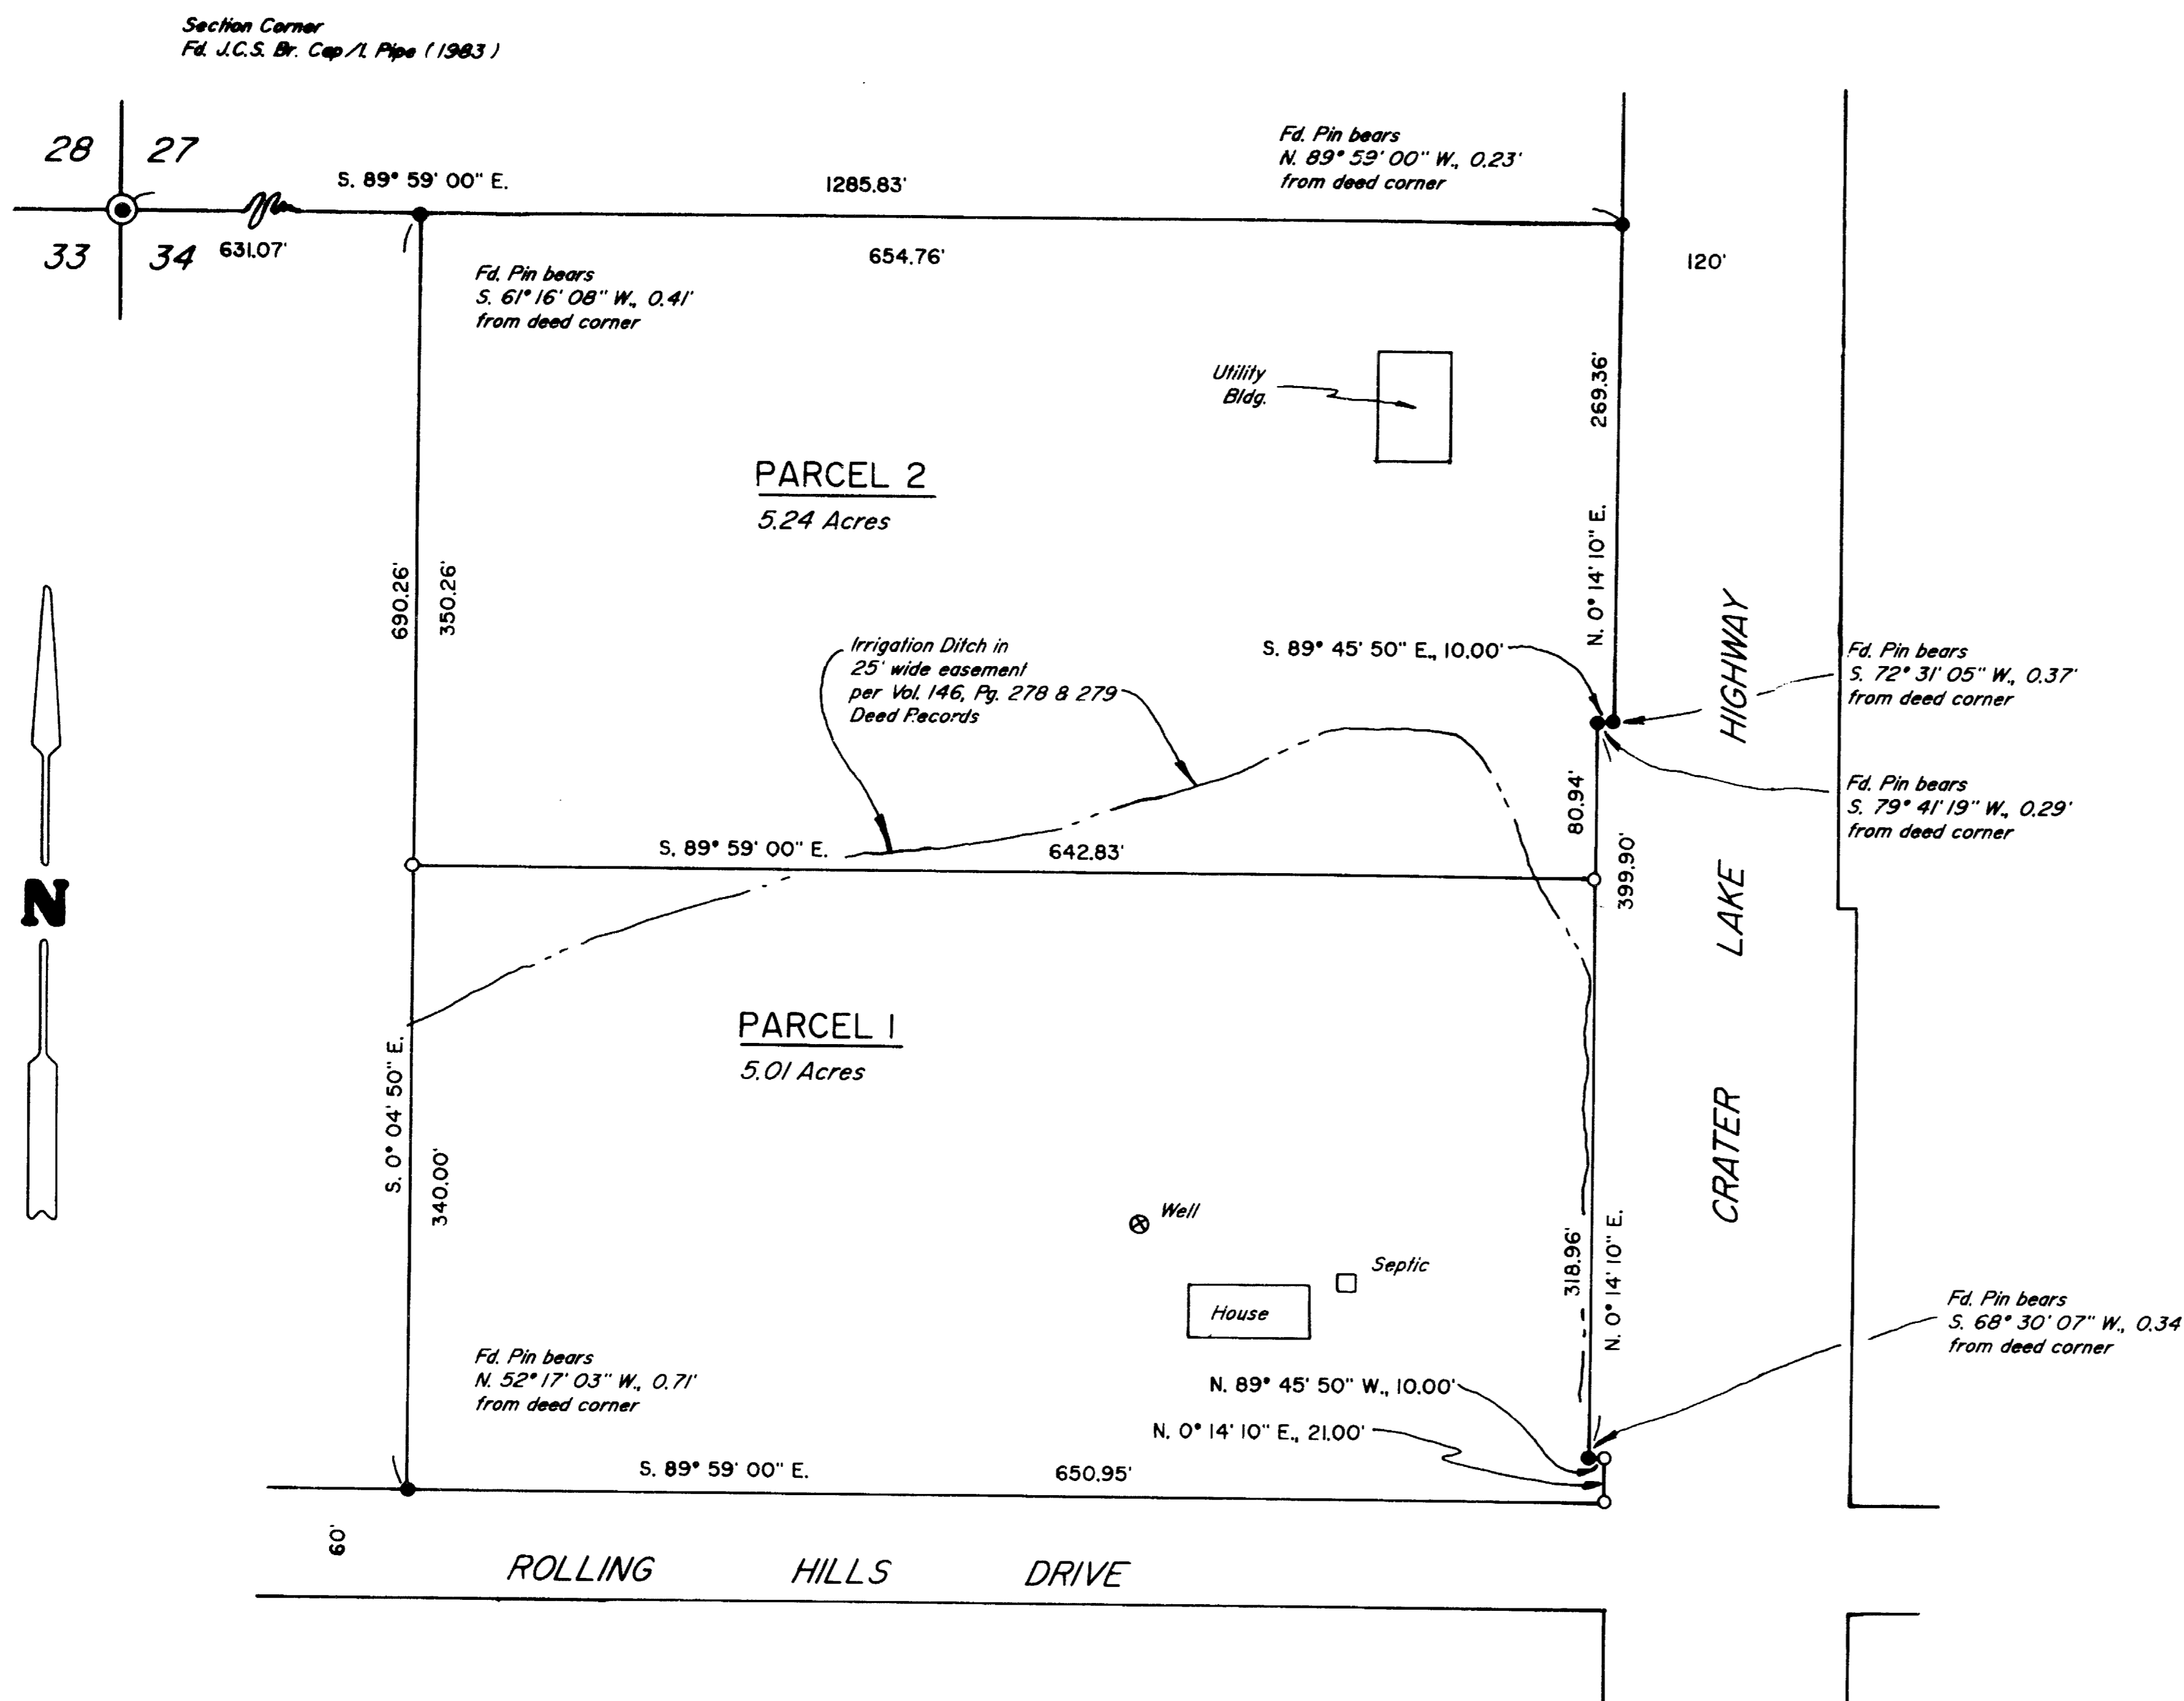 Section Corner
Fd. J.C.S. Br. Cap/I. Pipe (1983)
28 27
33 34
S. 89° 59' 00" E.
631.07'
1285.83'
654.76'
Fd. Pin bears
N. 89° 59' 00" W., 0.23'
from deed corner
120'
Fd. Pin bears
S. 61° 16' 08" W., 0.41'
from deed corner
Utility
Bldg.
269.36'
N. 0° 14' 10" E.
PARCEL 2
5.24 Acres
690.26'
350.26'
Irrigation Ditch in
25' wide easement
per Vol. 146, Pg. 278 & 279
Deed Records
S. 89° 45' 50" E., 10.00'
Fd. Pin bears
S. 72° 31' 05" W., 0.37'
from deed corner
Fd. Pin bears
S. 79° 41' 19" W., 0.29'
from deed corner
80.94'
399.90'
S. 89° 59' 00" E.
642.83'
N
CRATER LAKE HIGHWAY
PARCEL 1
5.01 Acres
S. 0° 04' 50" E.
340.00'
Well
Septic
House
318.96'
N. 0° 14' 10" E.
Fd. Pin bears
S. 68° 30' 07" W., 0.34
from deed corner
Fd. Pin bears
N. 52° 17' 03" W., 0.71'
from deed corner
N. 89° 45' 50" W., 10.00'
N. 0° 14' 10" E., 21.00'
S. 89° 59' 00" E.
650.95'
60'
ROLLING HILLS DRIVE